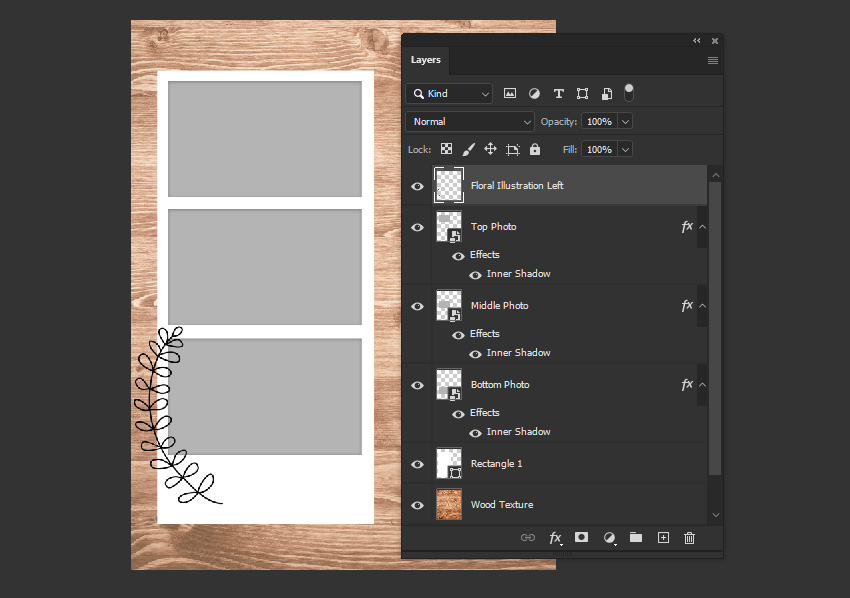 Layers
Kind
Normal
Opacity: 100%
Lock:
Fill: 100%
Floral Illustration Left
Top Photo
fx
Effects
Inner Shadow
Middle Photo
fx
Effects
Inner Shadow
Bottom Photo
fx
Effects
Inner Shadow
Rectangle 1
Wood Texture
fx